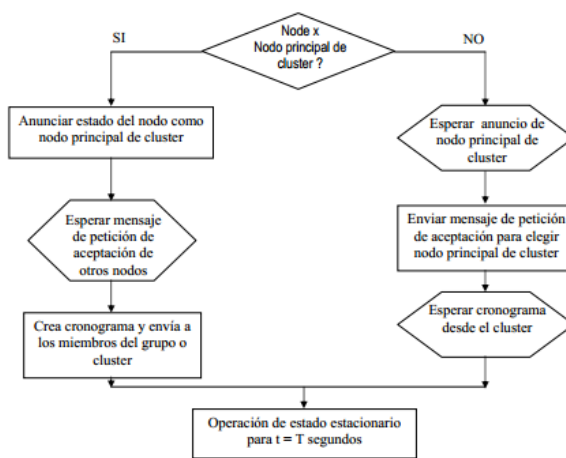 Node x
Nodo principal de
cluster ?
SI
NO
Anunciar estado del nodo como
nodo principal de cluster
Esperar anuncio de
nodo principal de
cluster
Esperar mensaje
de petición de
aceptación de
otros nodos
Enviar mensaje de petición
de aceptación para elegir
nodo principal de cluster
Crea cronograma y envía a
los miembros del grupo o
cluster
Esperar cronograma
desde el cluster
Operación de estado estacionario
para t = T segundos